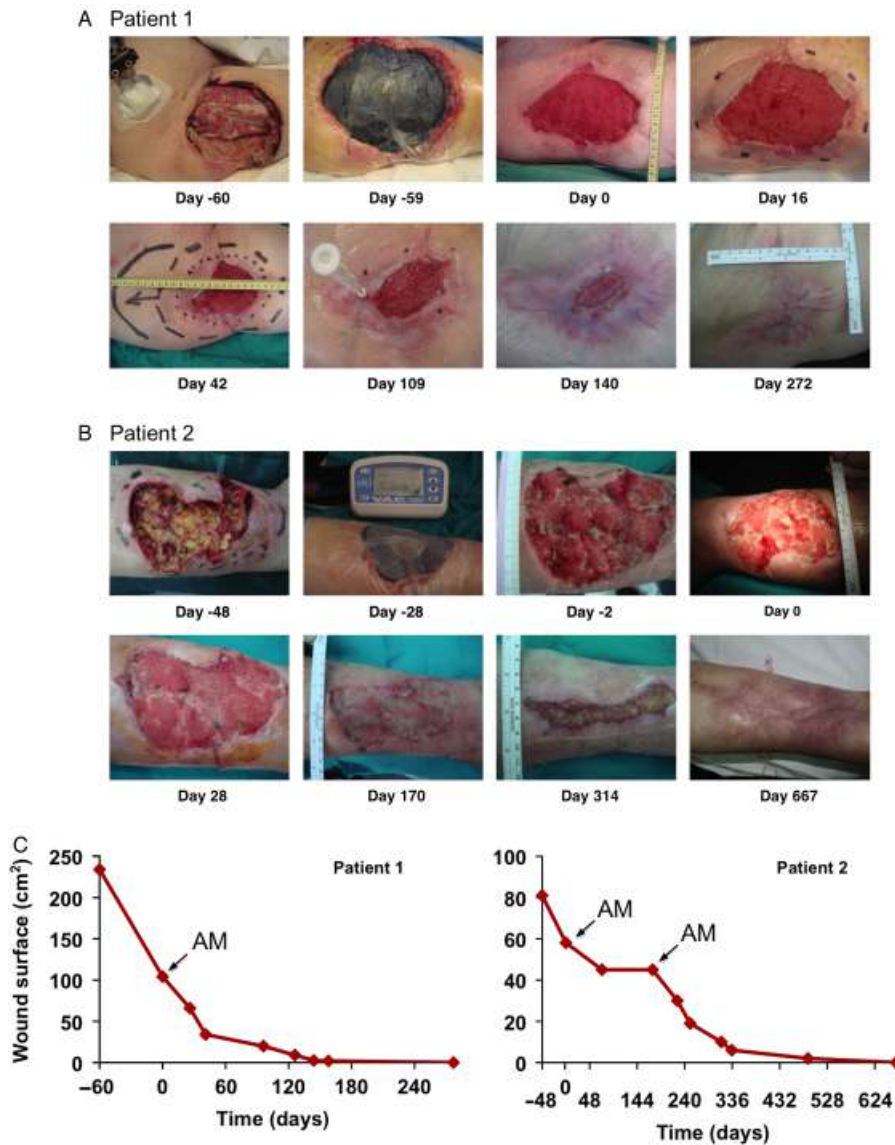 A Patient 1
Day -60
Day -59
Day 0
Day 16
Day 42
Day 109
Day 140
Day 272
B Patient 2
Day -48
Day -28
Day -2
Day 0
Day 28
Day 170
Day 314
Day 667
C
Wound surface (cm²)
250
200
150
100
50
0
Patient 1
AM
–60 0 60 120 180 240
Time (days)
100
80
60
40
20
0
Patient 2
AM
AM
–48 0 48 144 240 336 432 528 624
Time (days)